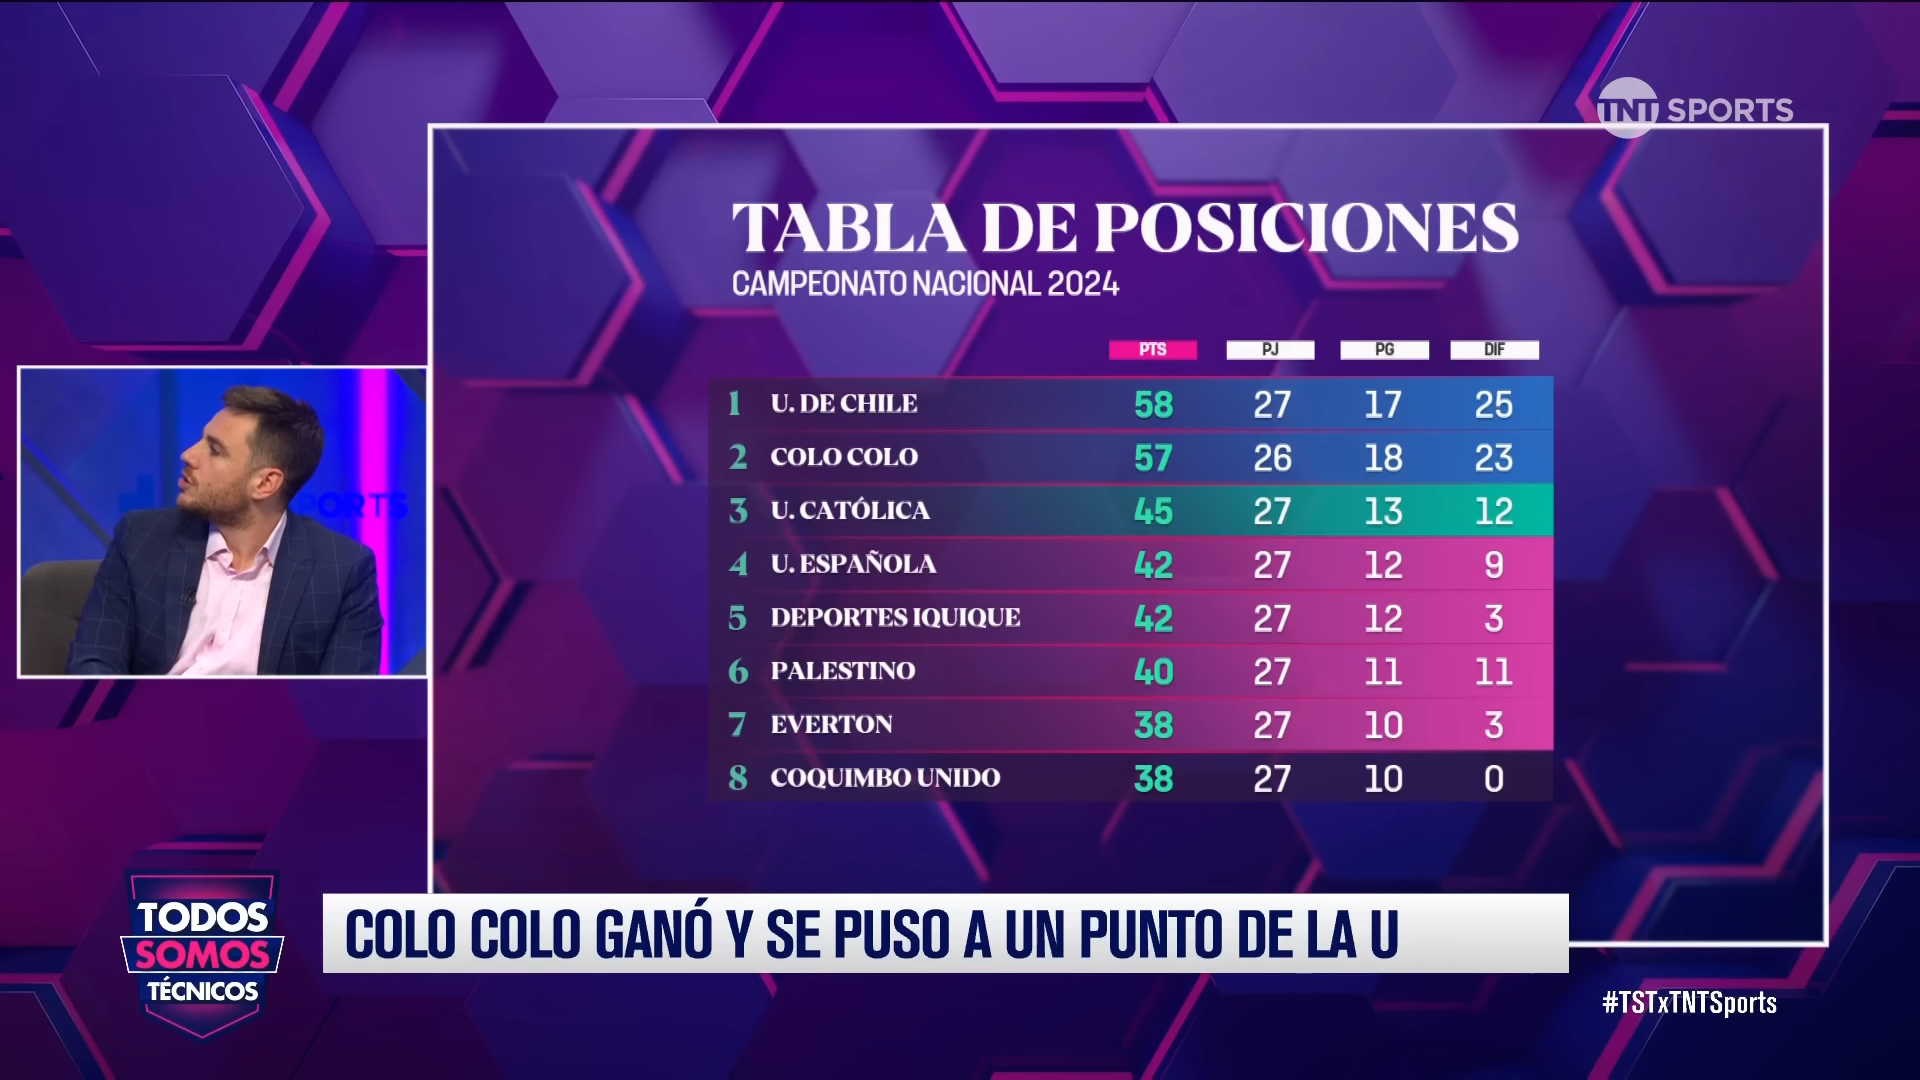 TNT SPORTS
TABLA DE POSICIONES
CAMPEONATO NACIONAL 2024
PTS PJ PG DIF
1 U. DE CHILE 58 27 17 25
2 COLO COLO 57 26 18 23
3 U. CATÓLICA 45 27 13 12
4 U. ESPAÑOLA 42 27 12 9
5 DEPORTES IQUIQUE 42 27 12 3
6 PALESTINO 40 27 11 11
7 EVERTON 38 27 10 3
8 COQUIMBO UNIDO 38 27 10 0
PORTS
TODOS
SOMOS
TÉCNICOS
COLO COLO GANÓ Y SE PUSO A UN PUNTO DE LA U
#TSTxTNTSports